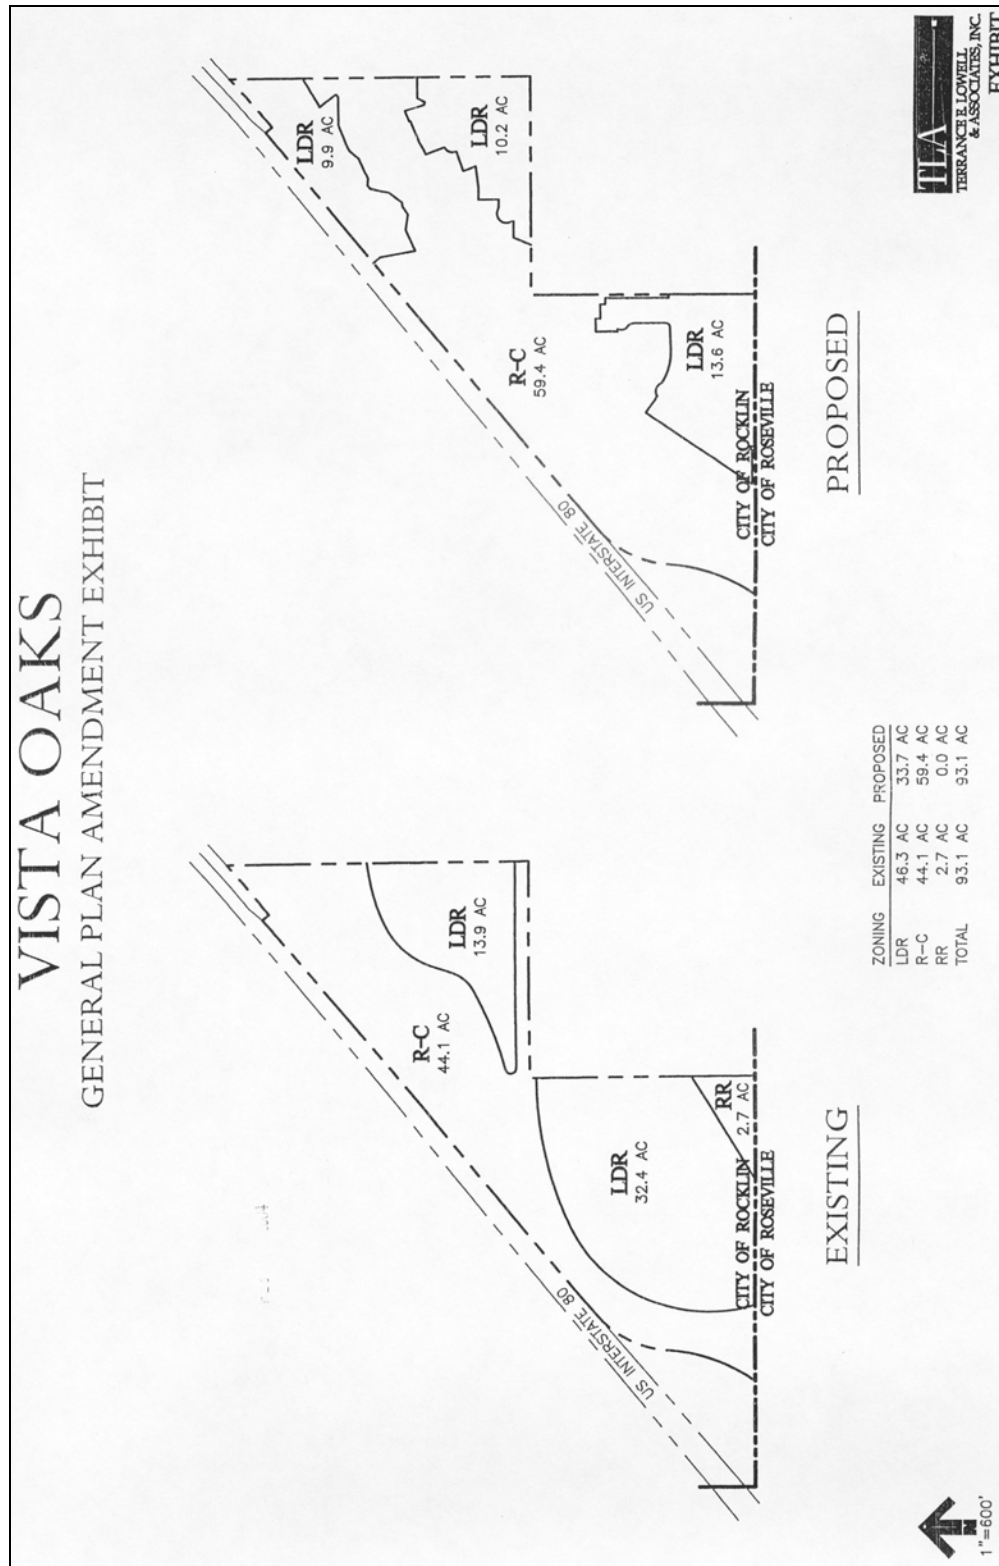 VISTA OAKS
GENERAL PLAN AMENDMENT EXHIBIT
R-C
44.1 AC
LDR
13.9 AC
LDR
32.4 AC
RR
2.7 AC
US INTERSTATE 80
CITY OF ROCKLIN
CITY OF ROSEVILLE
EXISTING
LDR
9.9 AC
LDR
10.2 AC
R-C
59.4 AC
LDR
13.6 AC
US INTERSTATE 80
CITY OF ROCKLIN
CITY OF ROSEVILLE
PROPOSED
ZONING EXISTING PROPOSED
LDR 46.3 AC 33.7 AC
R-C 44.1 AC 59.4 AC
RR 2.7 AC 0.0 AC
TOTAL 93.1 AC 93.1 AC
N
1"=600'
TLA
TERRANCE E. LOWELL
& ASSOCIATES, INC.
EXHIBIT